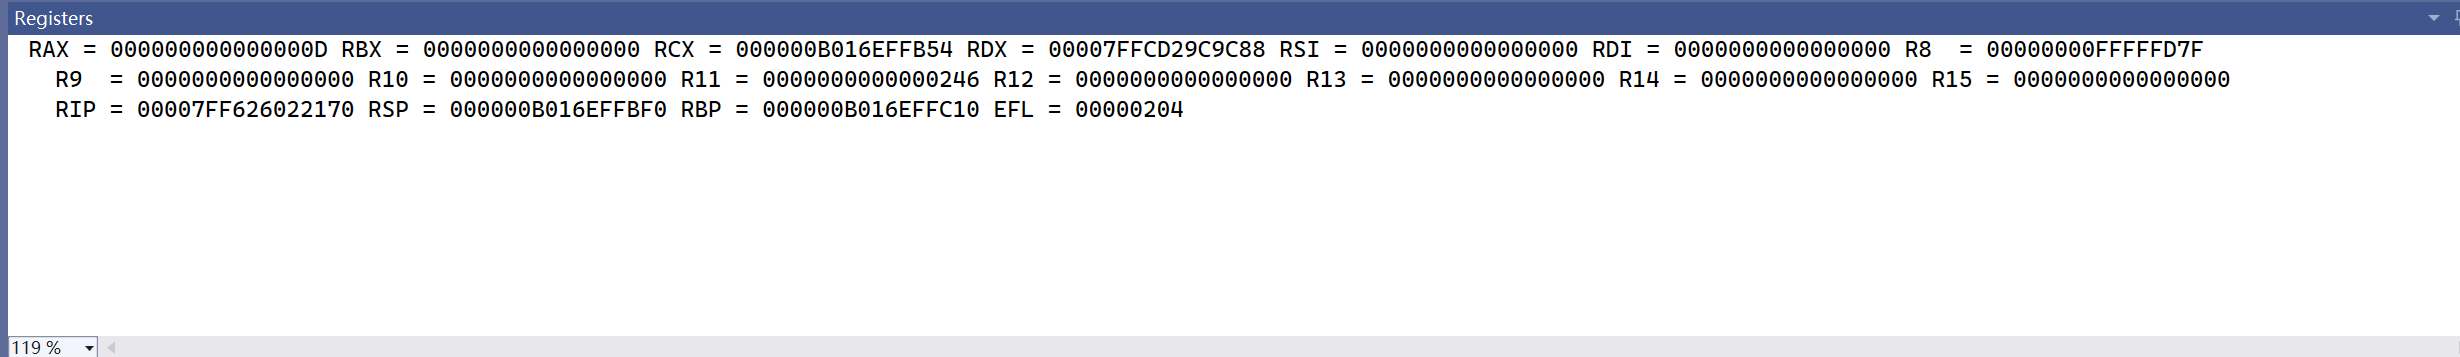 Registers
RAX = 000000000000000D RBX = 0000000000000000 RCX = 000000B016EFFB54 RDX = 00007FFCD29C9C88 RSI = 0000000000000000 RDI = 0000000000000000 R8  = 00000000FFFFFD7F
R9  = 0000000000000000 R10 = 0000000000000000 R11 = 0000000000000246 R12 = 0000000000000000 R13 = 0000000000000000 R14 = 0000000000000000 R15 = 0000000000000000
RIP = 00007FF626022170 RSP = 000000B016EFFBF0 RBP = 000000B016EFFC10 EFL = 00000204
119 %